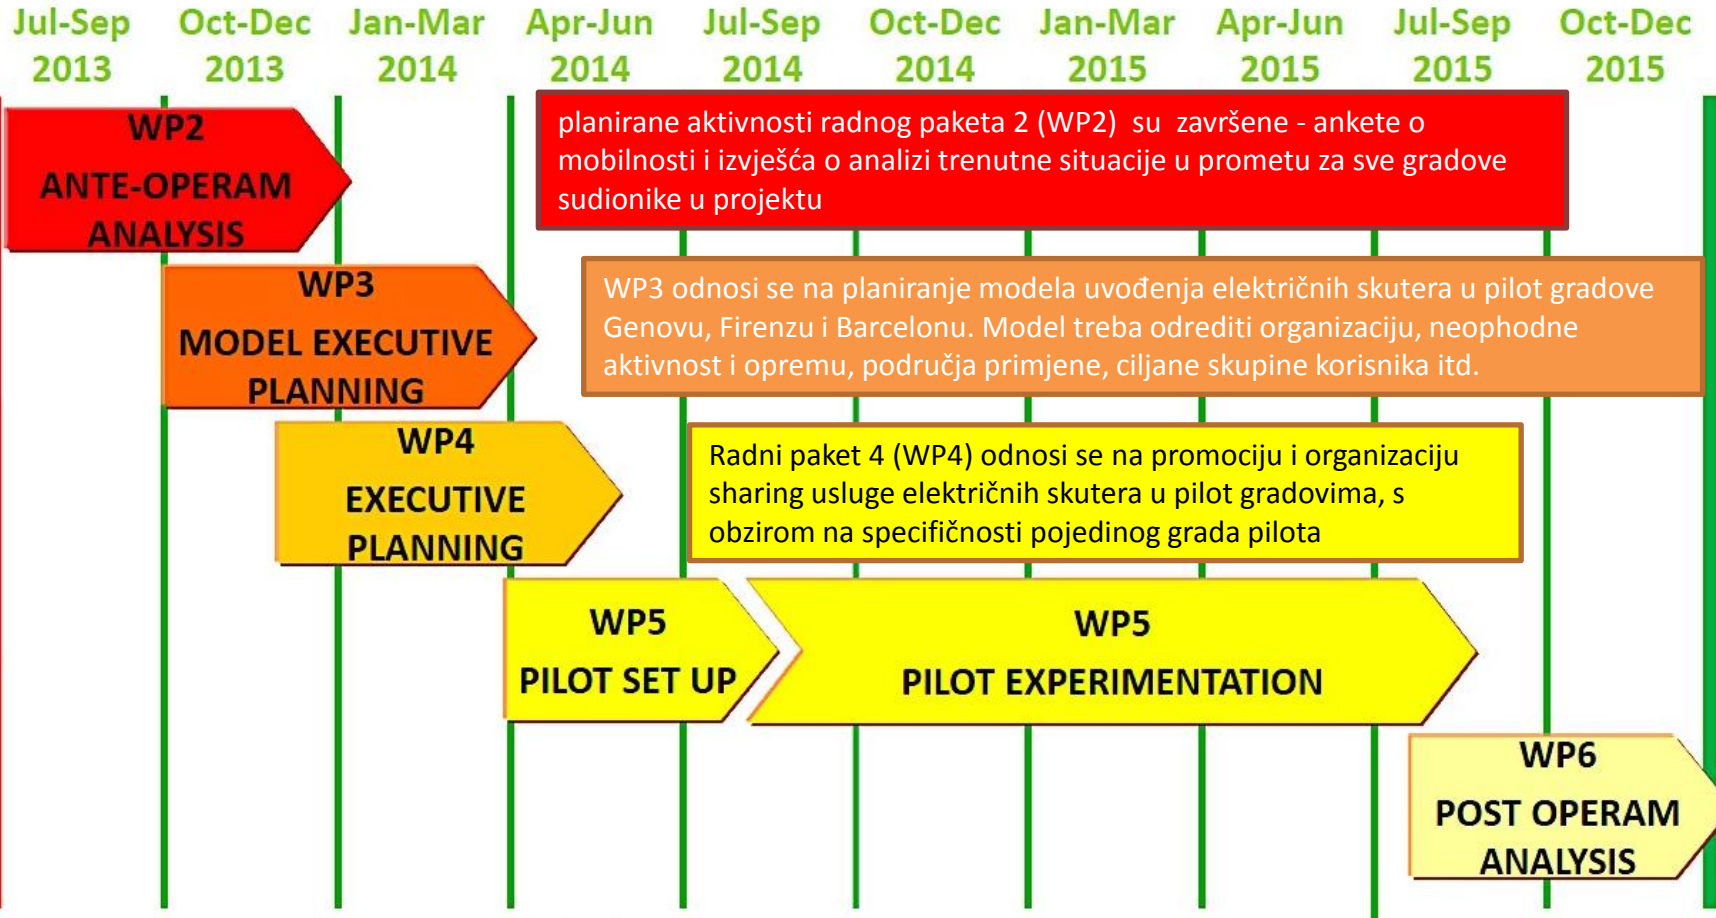 Jul-Sep Oct-Dec Jan-Mar Apr-Jun Jul-Sep Oct-Dec Jan-Mar Apr-Jun Jul-Sep Oct-Dec
2013 2013 2014 2014 2014 2014 2015 2015 2015 2015
WP2
ANTE-OPERAM
ANALYSIS
planirane aktivnosti radnog paketa 2 (WP2) su završene - ankete o
mobilnosti i izvješća o analizi trenutne situacije u prometu za sve gradove
sudionike u projektu
WP3
MODEL EXECUTIVE
PLANNING
WP3 odnosi se na planiranje modela uvođenja električnih skutera u pilot gradove
Genovu, Firenzu i Barcelonu. Model treba odrediti organizaciju, neophodne
aktivnost i opremu, područja primjene, ciljane skupine korisnika itd.
WP4
EXECUTIVE
PLANNING
Radni paket 4 (WP4) odnosi se na promociju i organizaciju
sharing usluge električnih skutera u pilot gradovima, s
obzirom na specifičnosti pojedinog grada pilota
WP5
PILOT SET UP
WP5
PILOT EXPERIMENTATION
WP6
POST OPERAM
ANALYSIS